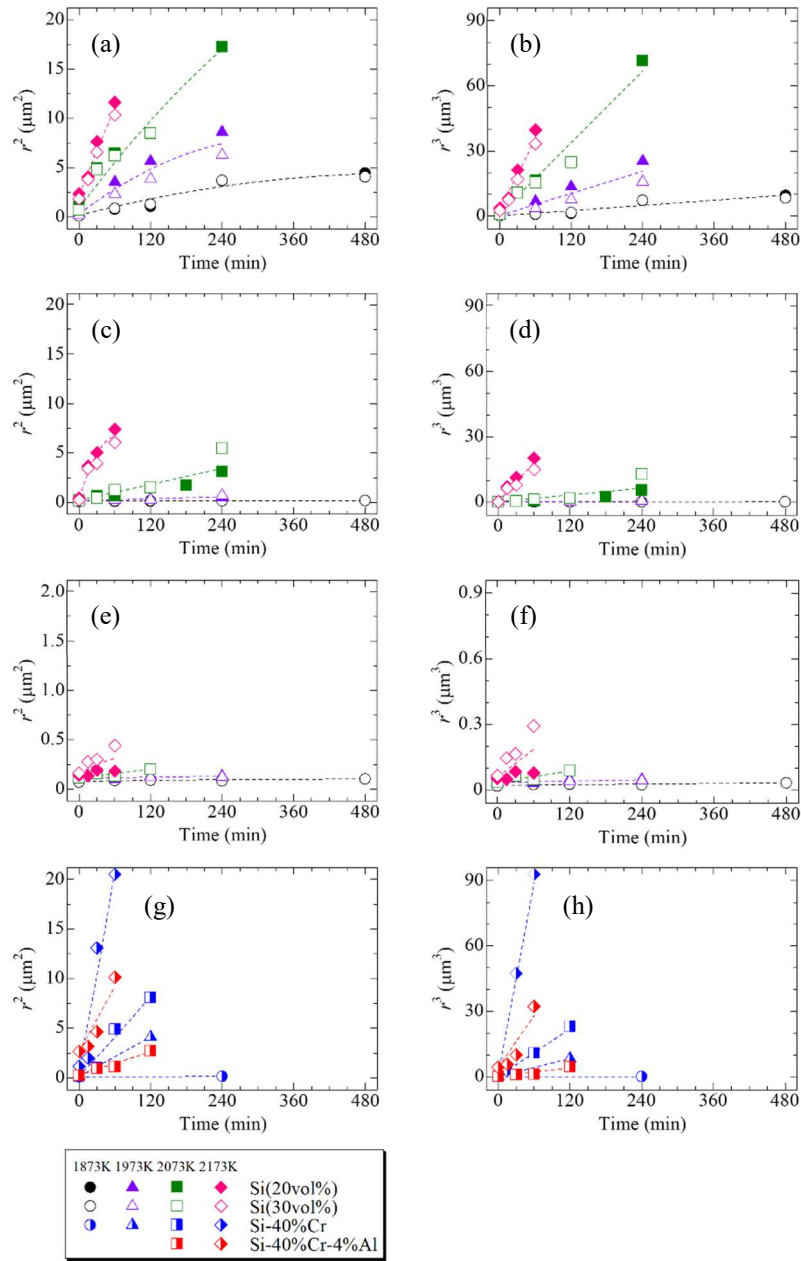 (a)
r² (μm²)
20
15
10
5
0
0 120 240 360 480
Time (min)
(b)
r³ (μm³)
90
60
30
0
0 120 240 360 480
Time (min)
(c)
r² (μm²)
20
15
10
5
0
0 120 240 360 480
Time (min)
(d)
r³ (μm³)
90
60
30
0
0 120 240 360 480
Time (min)
(e)
r² (μm²)
2.0
1.5
1.0
0.5
0.0
0 120 240 360 480
Time (min)
(f)
r³ (μm³)
0.9
0.6
0.3
0.0
0 120 240 360 480
Time (min)
(g)
r² (μm²)
20
15
10
5
0
0 120 240 360 480
Time (min)
(h)
r³ (μm³)
90
60
30
0
0 120 240 360 480
Time (min)
1873K 1973K 2073K 2173K
Si(20vol%)
Si(30vol%)
Si-40%Cr
Si-40%Cr-4%Al